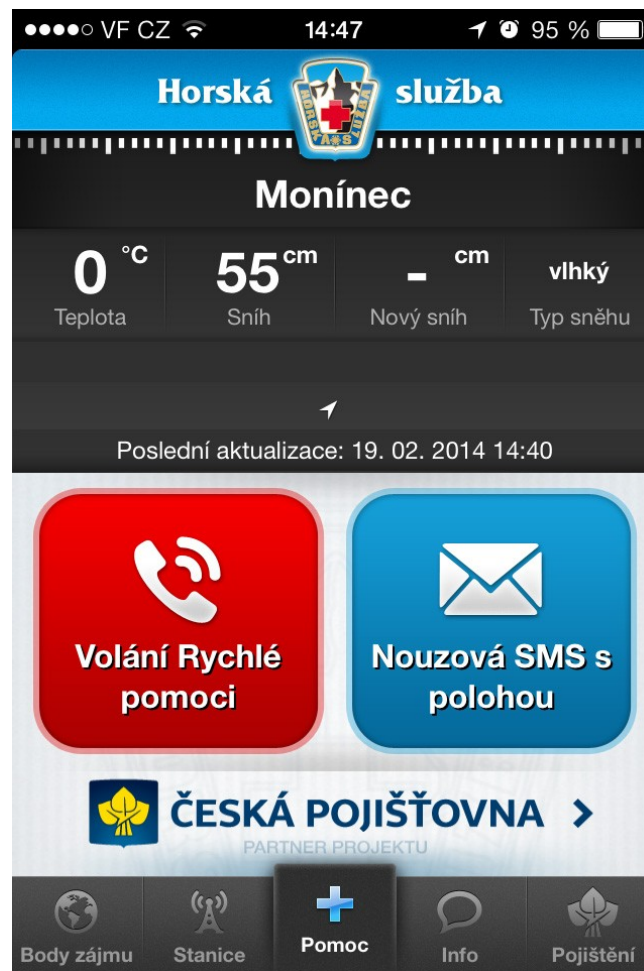 VF CZ 14:47 95 %
Horská služba
HORSKÁ SLUŽBA
Monínec
0 °C 55 cm - cm vlhký
Teplota Sníh Nový sníh Typ sněhu
Poslední aktualizace: 19. 02. 2014 14:40
Volání Rychlé
pomoci
Nouzová SMS s
polohou
ČESKÁ POJIŠŤOVNA >
PARTNER PROJEKTU
Body zájmu Stanice Pomoc Info Pojištění